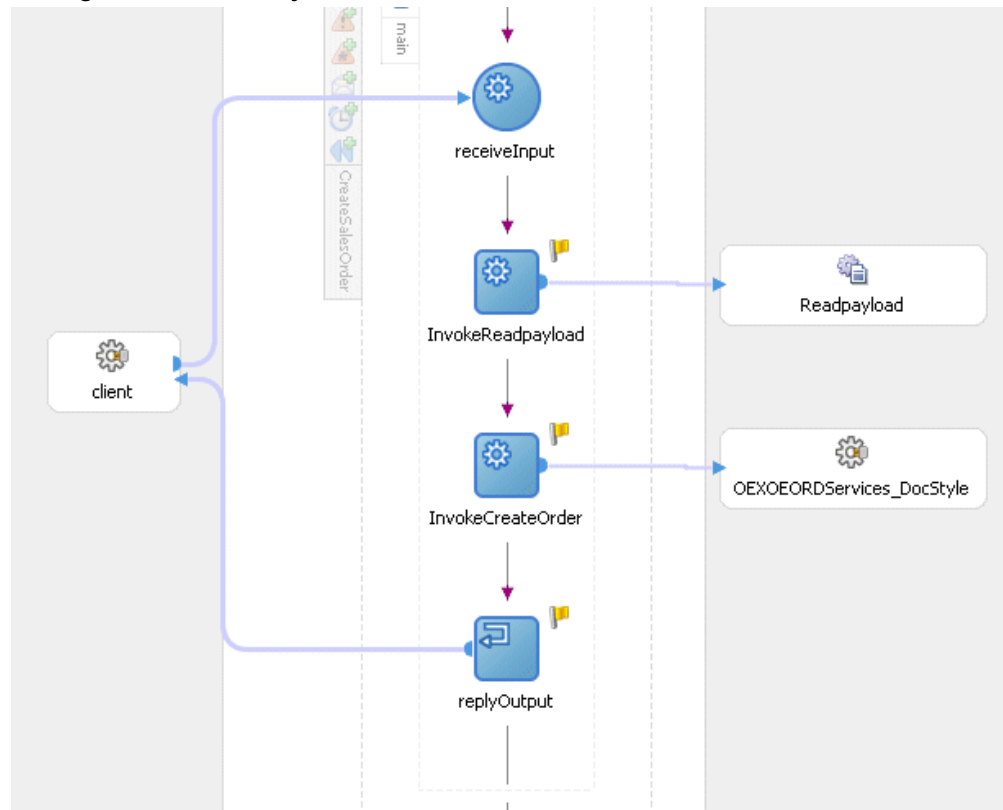 main
receiveInput
CreateSalesOrder
Readpayload
InvokeReadpayload
client
OEXOEORDServices_DocStyle
InvokeCreateOrder
replyOutput